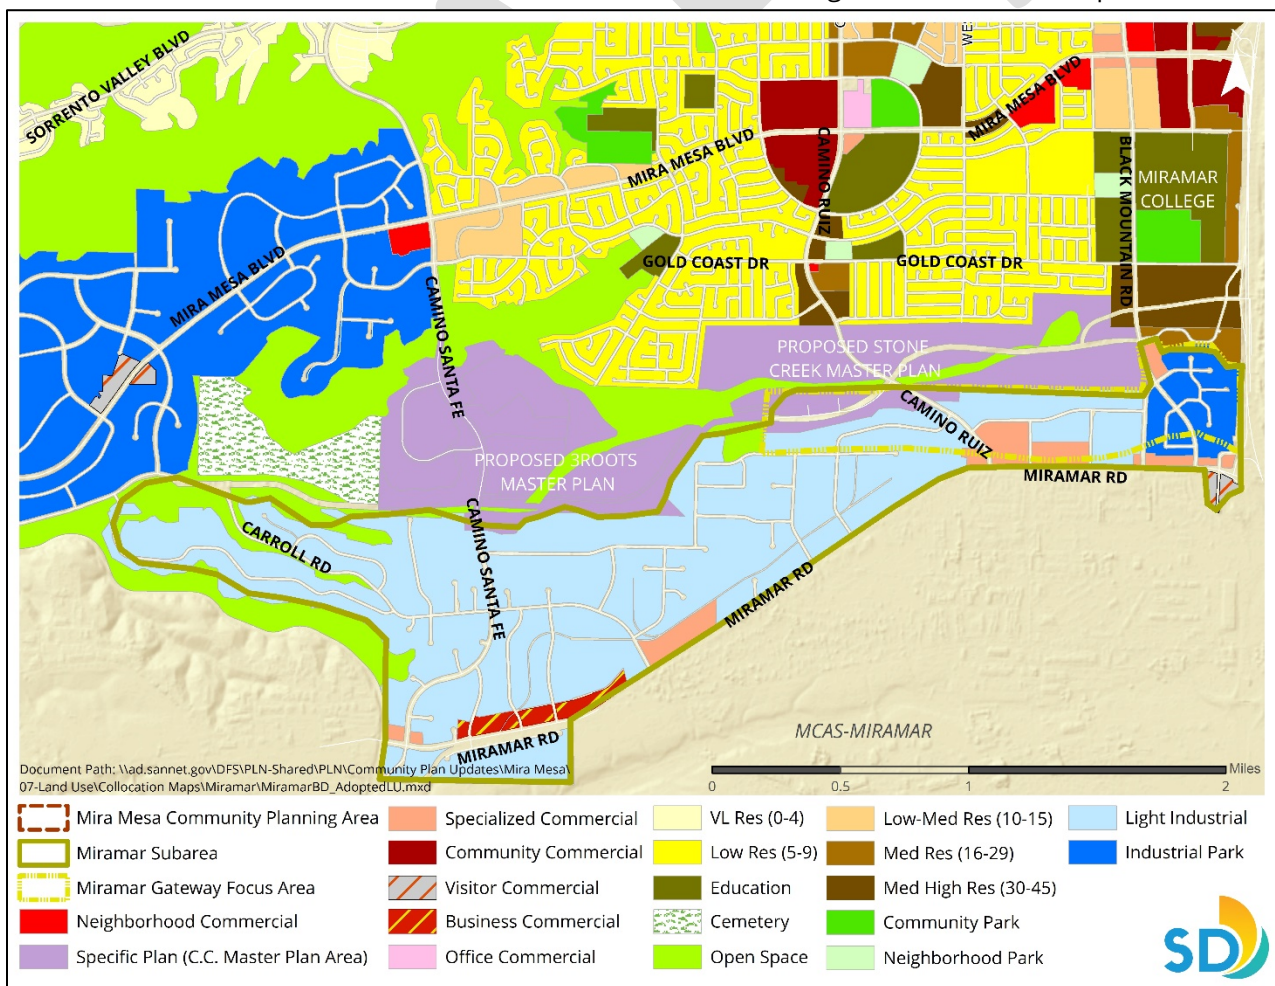 SORRENTO VALLEY BLVD
MIRA MESA BLVD
MIRA MESA BLVD
CAMINO RUIZ
BLACK MOUNTAIN RD
MIRAMAR
COLLEGE
MIRA MESA BLVD
GOLD COAST DR
GOLD COAST DR
CAMINO SANTA FE
PROPOSED STONE
CREEK MASTER PLAN
CAMINO RUIZ
PROPOSED 3ROOTS
MASTER PLAN
MIRAMAR RD
CARROLL RD
CAMINO SANTA FE
MIRAMAR RD
MIRAMAR RD
MCAS-MIRAMAR
Document Path: \\ad.sannet.gov\DFS\PLN-Shared\PLN\Community Plan Updates\Mira Mesa\
07-Land Use\Collocation Maps\Miramar\MiramarBD_AdoptedLU.mxd
Miles
0 0.5 1 2
Mira Mesa Community Planning Area
Miramar Subarea
Miramar Gateway Focus Area
Neighborhood Commercial
Specific Plan (C.C. Master Plan Area)
Specialized Commercial
Community Commercial
Visitor Commercial
Business Commercial
Office Commercial
VL Res (0-4)
Low Res (5-9)
Education
Cemetery
Open Space
Low-Med Res (10-15)
Med Res (16-29)
Med High Res (30-45)
Community Park
Neighborhood Park
Light Industrial
Industrial Park
SD